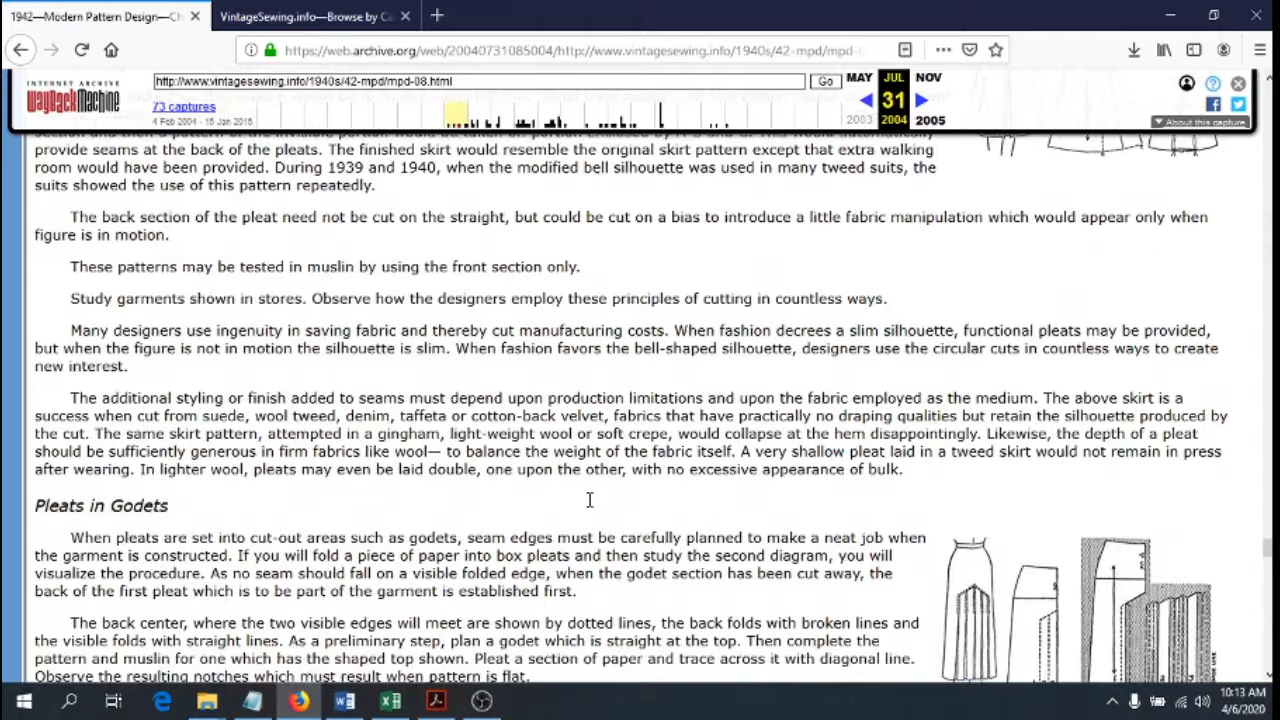 1942—Modern Pattern Design—Ch
VintageSewing.info—Browse by Ca
https://web.archive.org/web/20040731085004/http://www.vintagesewing.info/1940s/42-mpd/mpd-0
INTERNET ARCHIVE
WayBackMachine
http://www.vintagesewing.info/1940s/42-mpd/mpd-08.html
Go
73 captures
4 Feb 2004 - 15 Jan 2016
MAY JUL NOV
31
2003 2004 2005
About this capture
provide seams at the back of the pleats. The finished skirt would resemble the original skirt pattern except that extra walking
room would have been provided. During 1939 and 1940, when the modified bell silhouette was used in many tweed suits, the
suits showed the use of this pattern repeatedly.
The back section of the pleat need not be cut on the straight, but could be cut on a bias to introduce a little fabric manipulation which would appear only when
figure is in motion.
These patterns may be tested in muslin by using the front section only.
Study garments shown in stores. Observe how the designers employ these principles of cutting in countless ways.
Many designers use ingenuity in saving fabric and thereby cut manufacturing costs. When fashion decrees a slim silhouette, functional pleats may be provided,
but when the figure is not in motion the silhouette is slim. When fashion favors the bell-shaped silhouette, designers use the circular cuts in countless ways to create
new interest.
The additional styling or finish added to seams must depend upon production limitations and upon the fabric employed as the medium. The above skirt is a
success when cut from suede, wool tweed, denim, taffeta or cotton-back velvet, fabrics that have practically no draping qualities but retain the silhouette produced by
the cut. The same skirt pattern, attempted in a gingham, light-weight wool or soft crepe, would collapse at the hem disappointingly. Likewise, the depth of a pleat
should be sufficiently generous in firm fabrics like wool— to balance the weight of the fabric itself. A very shallow pleat laid in a tweed skirt would not remain in press
after wearing. In lighter wool, pleats may even be laid double, one upon the other, with no excessive appearance of bulk.
Pleats in Godets
When pleats are set into cut-out areas such as godets, seam edges must be carefully planned to make a neat job when
the garment is constructed. If you will fold a piece of paper into box pleats and then study the second diagram, you will
visualize the procedure. As no seam should fall on a visible folded edge, when the godet section has been cut away, the
back of the first pleat which is to be part of the garment is established first.
The back center, where the two visible edges will meet are shown by dotted lines, the back folds with broken lines and
the visible folds with straight lines. As a preliminary step, plan a godet which is straight at the top. Then complete the
pattern and muslin for one which has the shaped top shown. Pleat a section of paper and trace across it with diagonal line.
Observe the resulting notches which must result when pattern is flat.
10:13 AM
4/6/2020